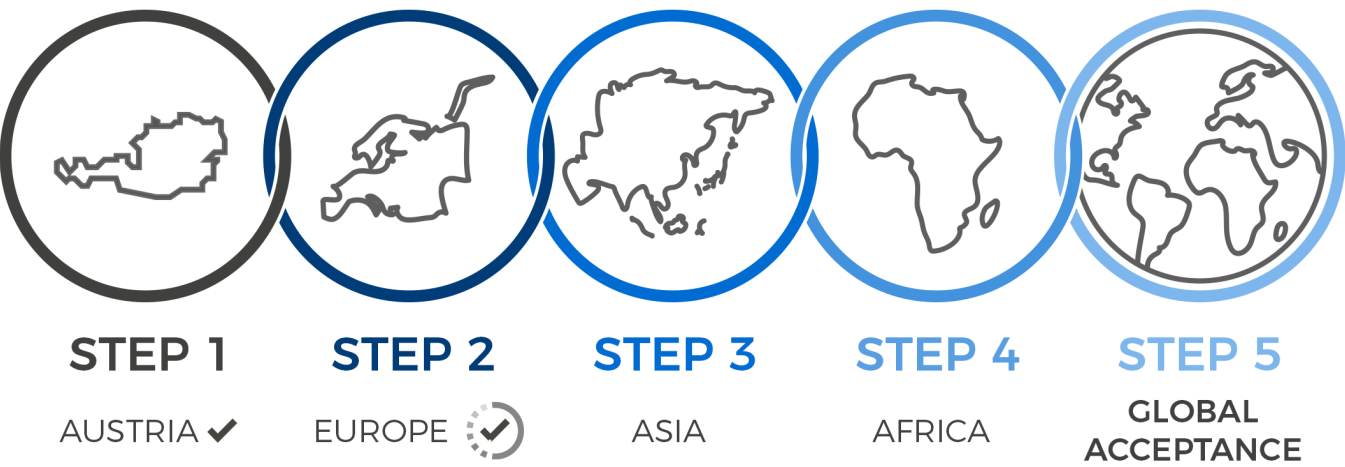 STEP 1
STEP 2
STEP 3
STEP 4
STEP 5
AUSTRIA
EUROPE
ASIA
AFRICA
GLOBAL
ACCEPTANCE